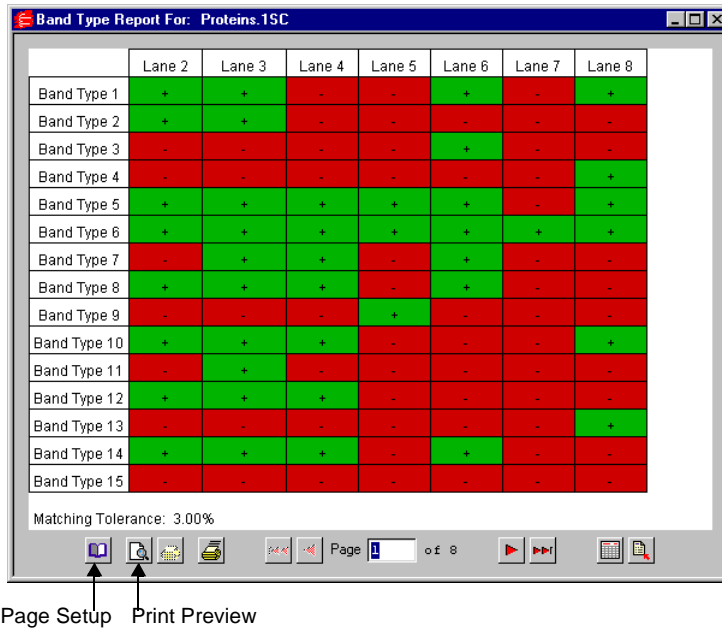 Band Type Report For: Proteins.1SC
Lane 2 Lane 3 Lane 4 Lane 5 Lane 6 Lane 7 Lane 8
Band Type 1 + + - - + - +
Band Type 2 + + - - - - -
Band Type 3 - - - - + - -
Band Type 4 - - - - - - +
Band Type 5 + + + + + - +
Band Type 6 + + + + + + +
Band Type 7 - + + - + - -
Band Type 8 + + + - + - -
Band Type 9 - - - + - - -
Band Type 10 + + + - - - +
Band Type 11 - + - - - - -
Band Type 12 + + + - - - -
Band Type 13 - - - - - - +
Band Type 14 + + + - + - -
Band Type 15 - - - - - - -
Matching Tolerance: 3.00%
Page 1 of 8
Page Setup Print Preview